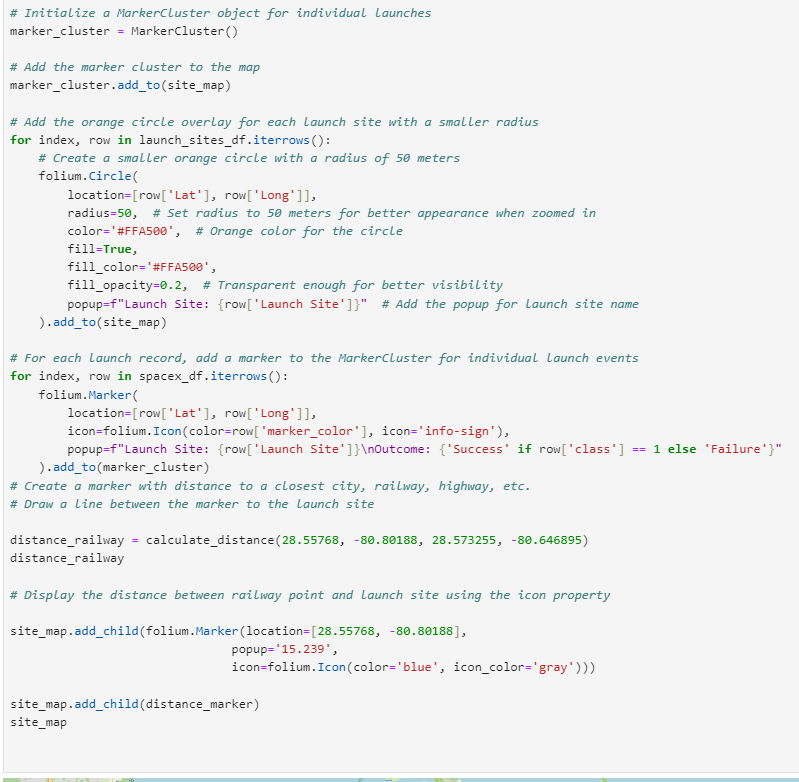 # Initialize a MarkerCluster object for individual launches
marker_cluster = MarkerCluster()

# Add the marker cluster to the map
marker_cluster.add_to(site_map)

# Add the orange circle overlay for each launch site with a smaller radius
for index, row in launch_sites_df.iterrows():
    # Create a smaller orange circle with a radius of 50 meters
    folium.Circle(
        location=[row['Lat'], row['Long']],
        radius=50,  # Set radius to 50 meters for better appearance when zoomed in
        color='#FFA500',  # Orange color for the circle
        fill=True,
        fill_color='#FFA500',
        fill_opacity=0.2,  # Transparent enough for better visibility
        popup=f"Launch Site: {row['Launch Site']}"  # Add the popup for launch site name
    ).add_to(site_map)

# For each launch record, add a marker to the MarkerCluster for individual launch events
for index, row in spacex_df.iterrows():
    folium.Marker(
        location=[row['Lat'], row['Long']],
        icon=folium.Icon(color=row['marker_color'], icon='info-sign'),
        popup=f"Launch Site: {row['Launch Site']}\nOutcome: {'Success' if row['class'] == 1 else 'Failure'}"
    ).add_to(marker_cluster)
# Create a marker with distance to a closest city, railway, highway, etc.
# Draw a line between the marker to the launch site

distance_railway = calculate_distance(28.55768, -80.80188, 28.573255, -80.646895)
distance_railway

# Display the distance between railway point and launch site using the icon property

site_map.add_child(folium.Marker(location=[28.55768, -80.80188],
                               popup='15.239',
                               icon=folium.Icon(color='blue', icon_color='gray')))

site_map.add_child(distance_marker)
site_map